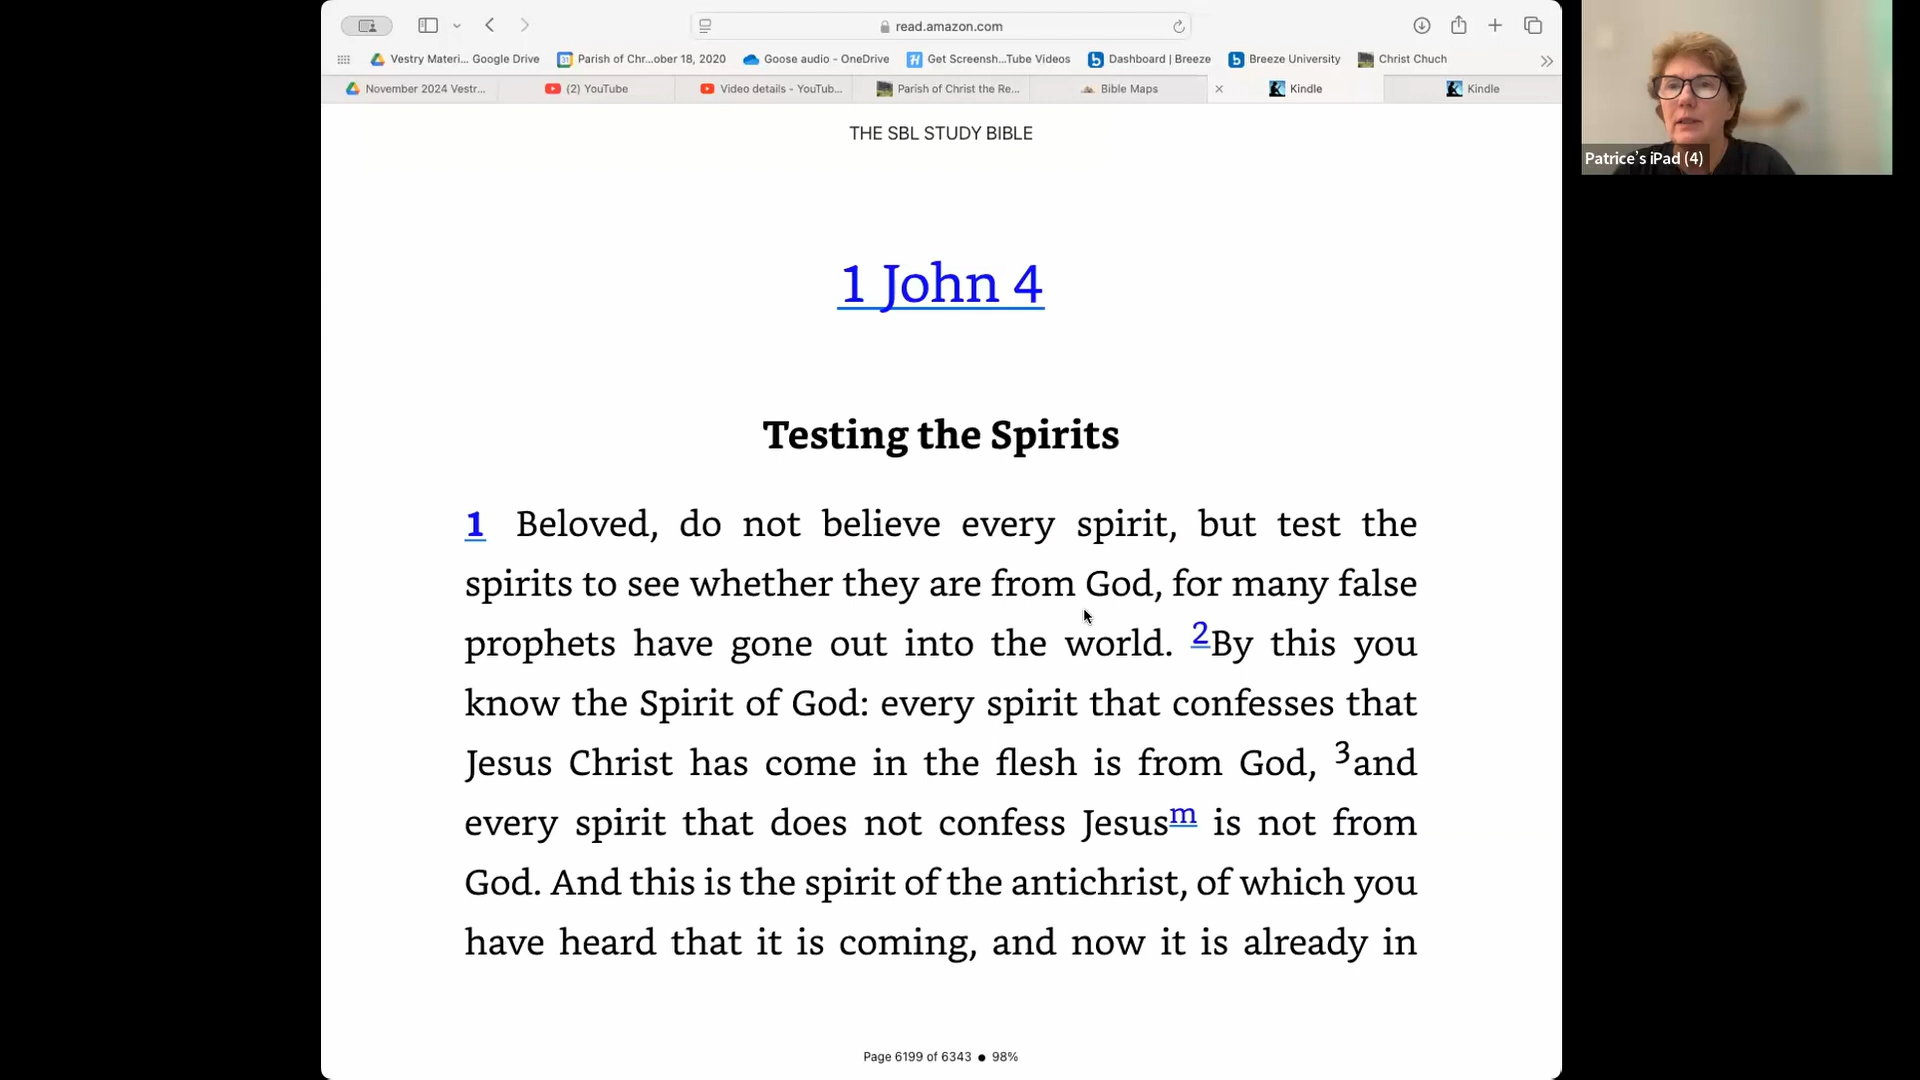 read.amazon.com
Vestry Materi... Google Drive
Parish of Chr...ober 18, 2020
Goose audio - OneDrive
Get Screensh...Tube Videos
Dashboard | Breeze
Breeze University
Christ Chuch
November 2024 Vestr...
(2) YouTube
Video details - YouTub...
Parish of Christ the Re...
Bible Maps
Kindle
Kindle
Patrice's iPad (4)
THE SBL STUDY BIBLE
1 John 4
Testing the Spirits
1 Beloved, do not believe every spirit, but test the
spirits to see whether they are from God, for many false
prophets have gone out into the world. 2By this you
know the Spirit of God: every spirit that confesses that
Jesus Christ has come in the flesh is from God, 3and
every spirit that does not confess Jesusm is not from
God. And this is the spirit of the antichrist, of which you
have heard that it is coming, and now it is already in
Page 6199 of 6343 ● 98%